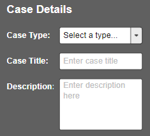 Case Details
Case Type: Select a type...
Case Title: Enter case title
Description: Enter description
here